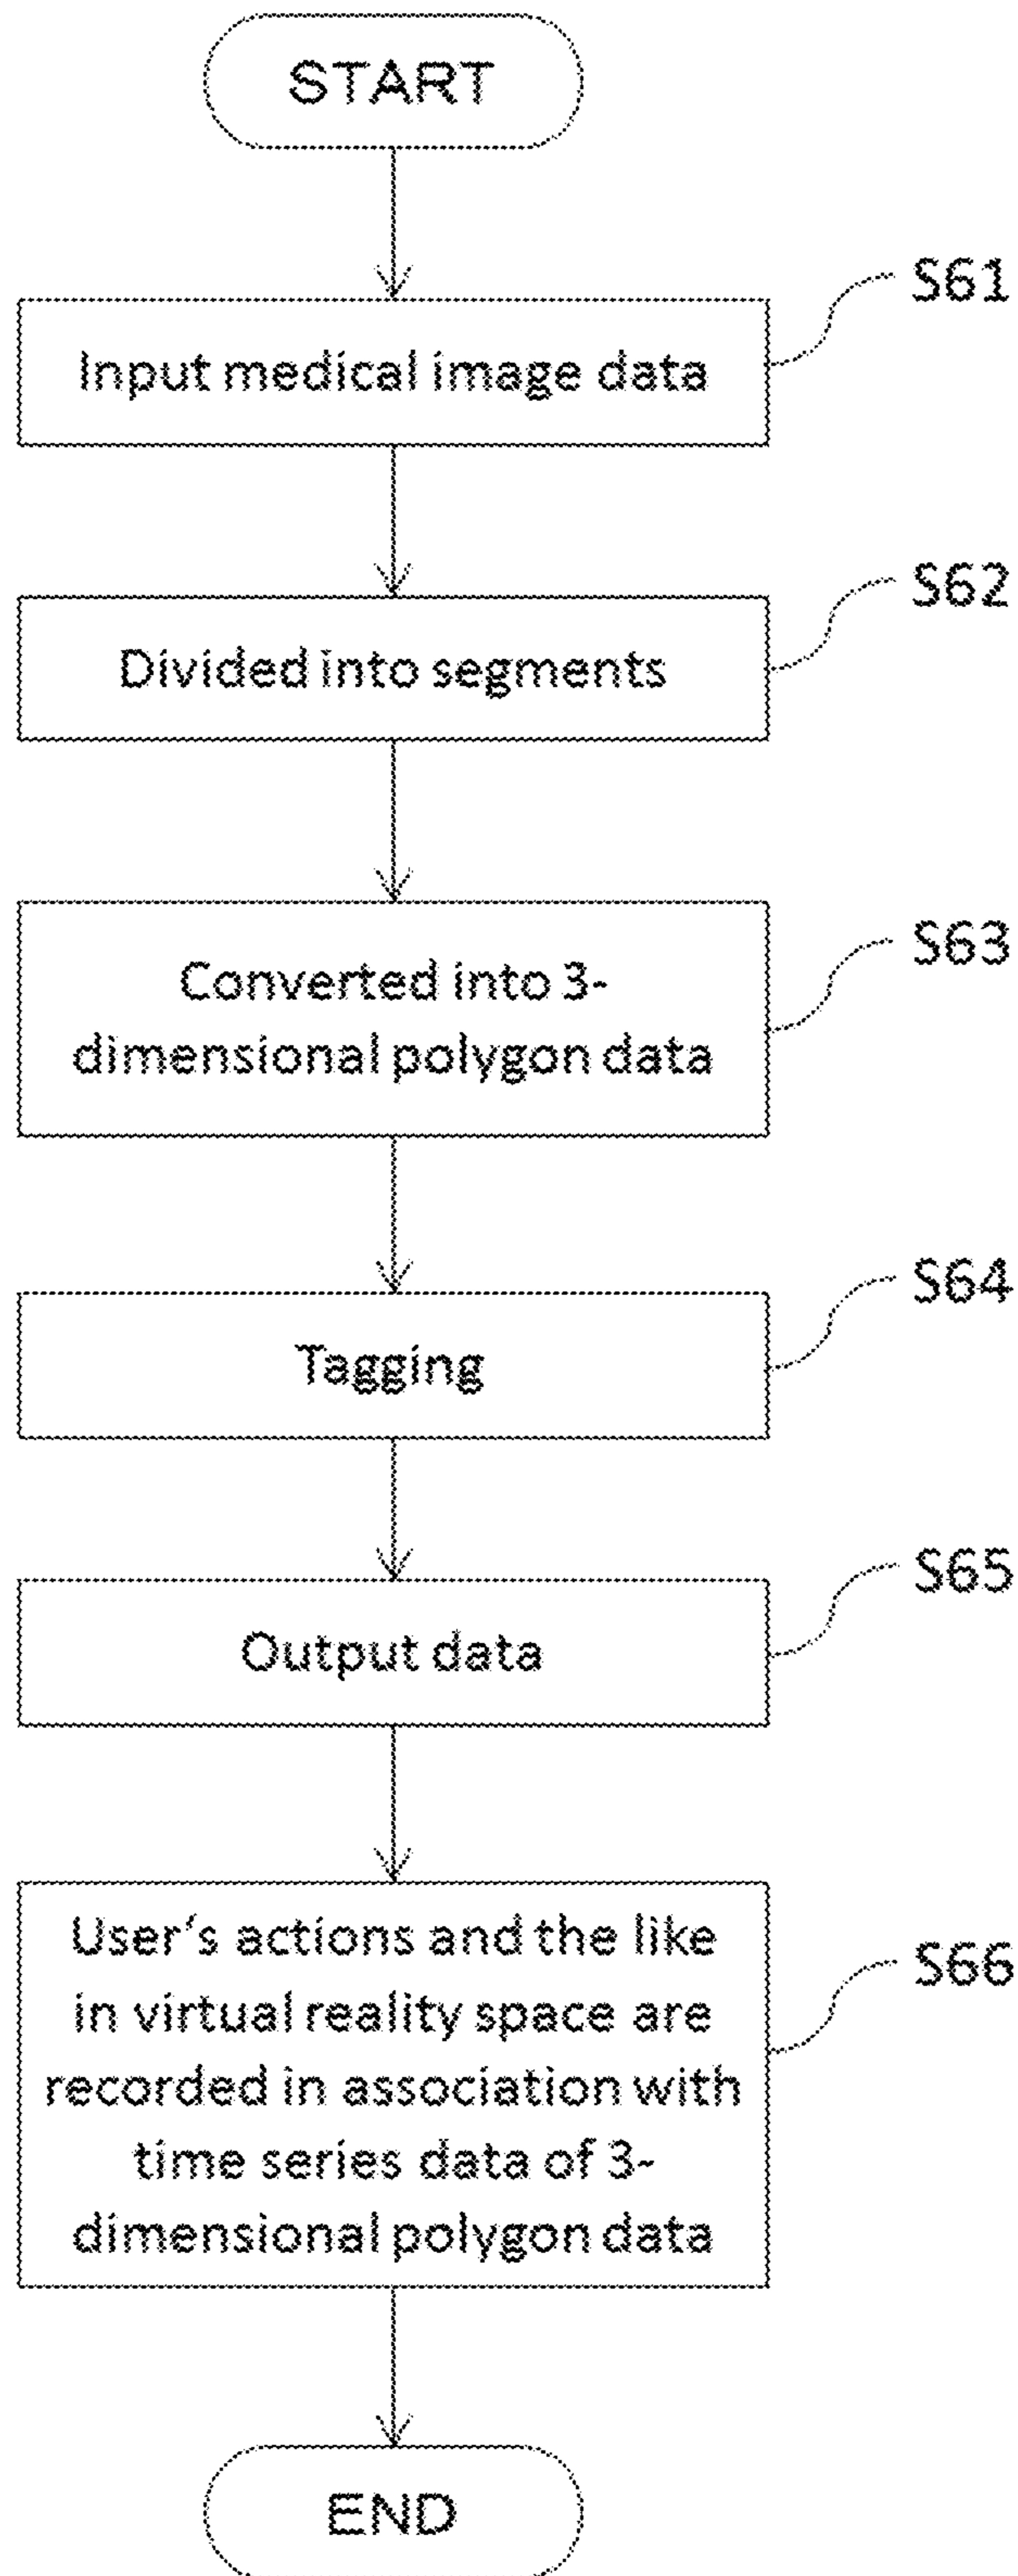 START
S61
Input medical image data
S62
Divided into segments
S63
Converted into 3-
dimensional polygon data
S64
Tagging
S65
Output data
S66
User's actions and the like
in virtual reality space are
recorded in association with
time series data of 3-
dimensional polygon data
END